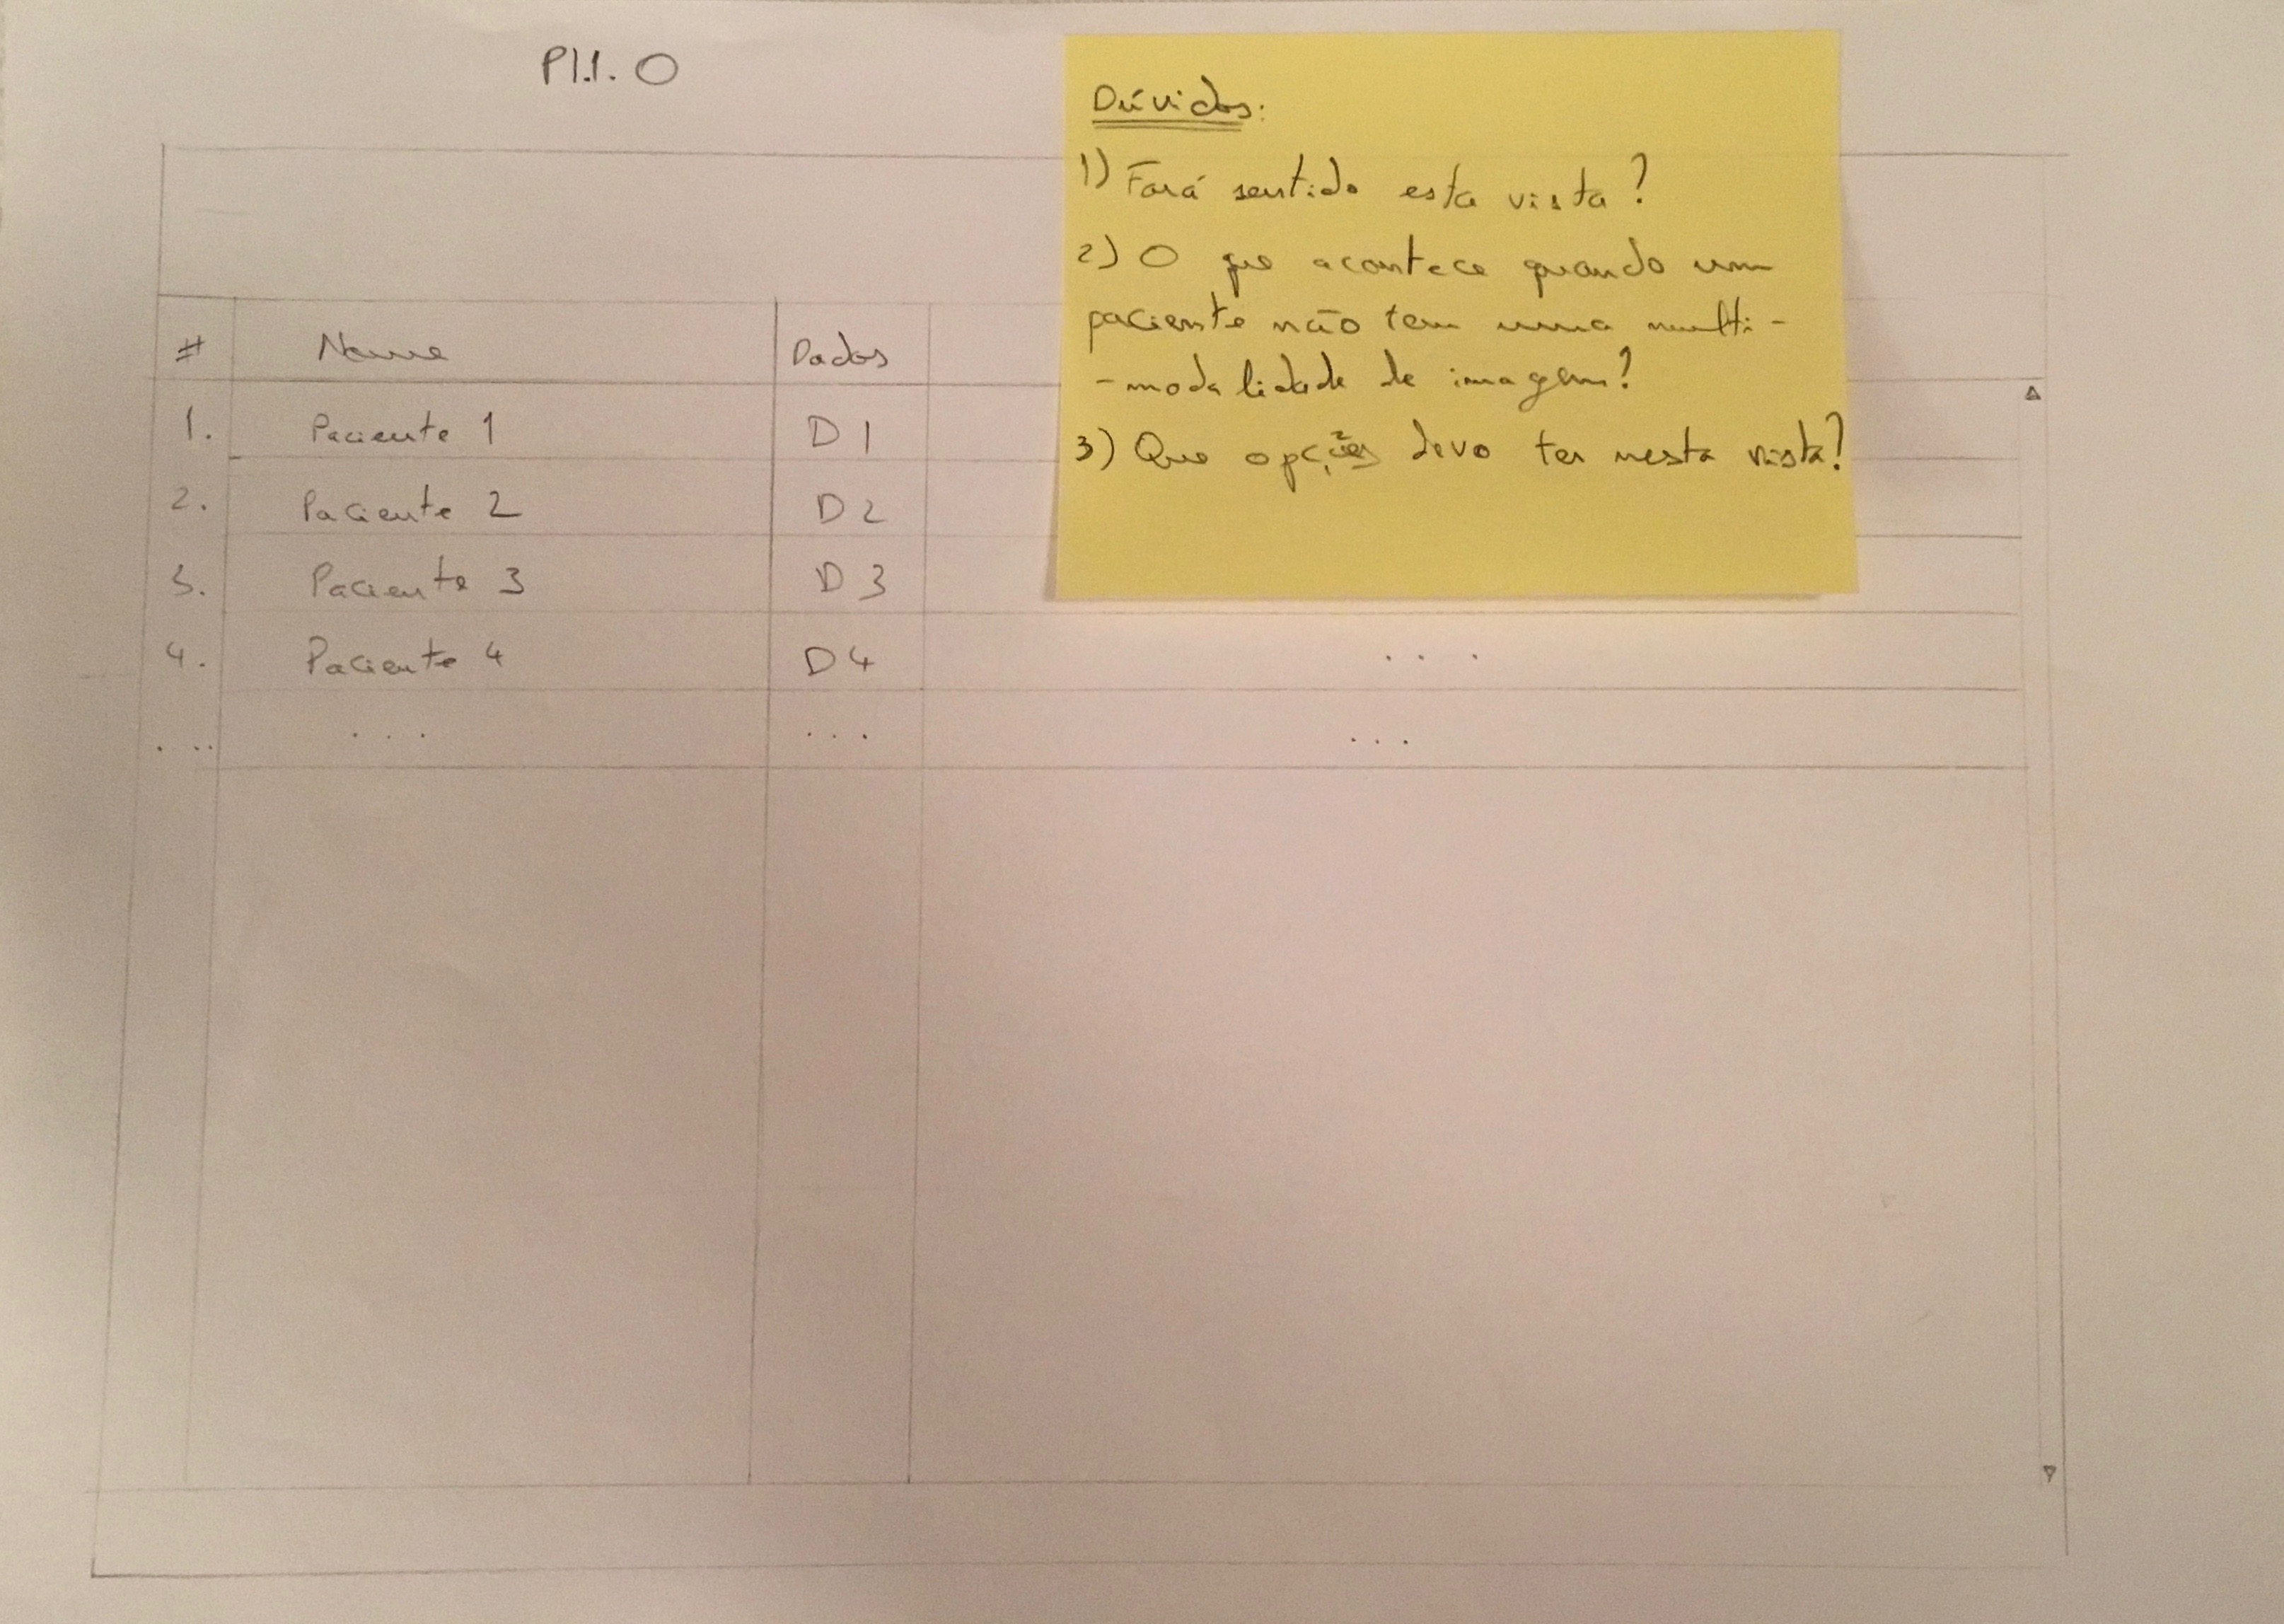 P1.1.0
Dúvidas:
1) Fará sentido esta vista?
2) O que acontece quando um
paciente não tem uma multi-
-modalidade de imagem?
3) Que opções devo ter nesta vista?
# Nome Dados
1. Paciente 1 D1
2. Paciente 2 D2
3. Paciente 3 D3
4. Paciente 4 D4 ...
... ... ... ...